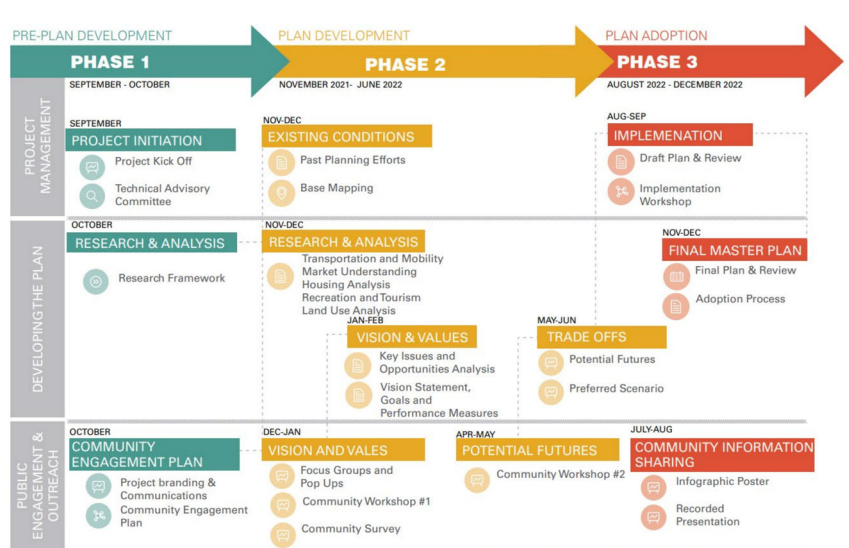 PRE-PLAN DEVELOPMENT
PLAN DEVELOPMENT
PLAN ADOPTION
PHASE 1
PHASE 2
PHASE 3
SEPTEMBER - OCTOBER
NOVEMBER 2021- JUNE 2022
AUGUST 2022 - DECEMBER 2022
PROJECT
MANAGEMENT
SEPTEMBER
PROJECT INITIATION
Project Kick Off
Technical Advisory
Committee
NOV-DEC
EXISTING CONDITIONS
Past Planning Efforts
Base Mapping
AUG-SEP
IMPLEMENATION
Draft Plan & Review
Implementation
Workshop
DEVELOPING THE PLAN
OCTOBER
RESEARCH & ANALYSIS
Research Framework
NOV-DEC
RESEARCH & ANALYSIS
Transportation and Mobility
Market Understanding
Housing Analysis
Recreation and Tourism
Land Use Analysis
JAN-FEB
VISION & VALUES
Key Issues and
Opportunities Analysis
Vision Statement,
Goals and
Performance Measures
MAY-JUN
TRADE OFFS
Potential Futures
Preferred Scenario
NOV-DEC
FINAL MASTER PLAN
Final Plan & Review
Adoption Process
PUBLIC
ENGAGEMENT &
OUTREACH
OCTOBER
COMMUNITY
ENGAGEMENT PLAN
Project branding &
Communications
Community Engagement
Plan
DEC-JAN
VISION AND VALES
Focus Groups and
Pop Ups
Community Workshop #1
Community Survey
APR-MAY
POTENTIAL FUTURES
Community Workshop #2
JULY-AUG
COMMUNITY INFORMATION
SHARING
Infographic Poster
Recorded
Presentation